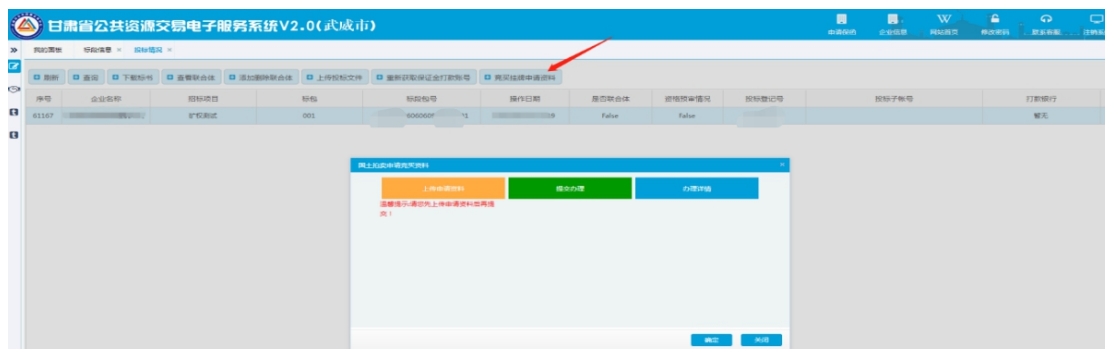 甘肃省公共资源交易电子服务系统V2.0(武威市)
申请保函 企业信息 W 网站首页 修改密码 联系客服 注销系
我的面板 标段信息 × 投标情况 ×
刷新 查询 下载标书 查看联合体 添加删除联合体 上传投标文件 重新获取保证金打款账号 竞买挂牌申请资料
序号 企业名称 招标项目 标包 标段包号 操作日期 是否联合体 资格预审情况 投标登记号 投标子帐号 打款银行
61167 矿权测试 001 False False 暂无
国土拍卖申请竞买资料
上传申请资料 提交办理 办理详情
温馨提示:请您先上传申请资料后再提
交！
确定 关闭